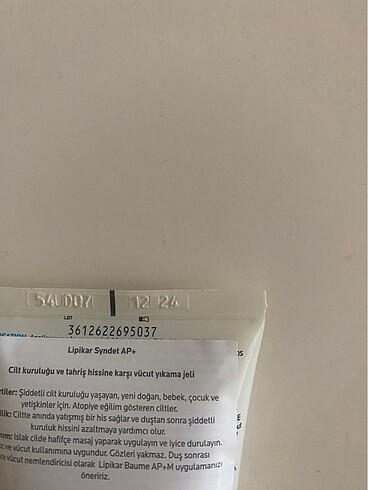 54U007 12 24
LOT
3612622695037
Lipikar Syndet AP+
Cilt kuruluğu ve tahriş hissine karşı vücut yıkama jeli
Şiddetli cilt kuruluğu yaşayan, yeni doğan, bebek, çocuk ve
yetişkinler için. Atopiye eğilim gösteren ciltler.
Ciltte anında yatışmış bir his sağlar ve duştan sonra şiddetli
kuruluk hissini azaltmaya yardımcı olur.
Islak cilde hafifçe masaj yaparak uygulayın ve iyice durulayın.
ve vücut kullanımına uygundur. Gözleri yakmaz. Duş sonrası
vücut nemlendiricisi olarak Lipikar Baume AP+M uygulamanızı
öneririz.